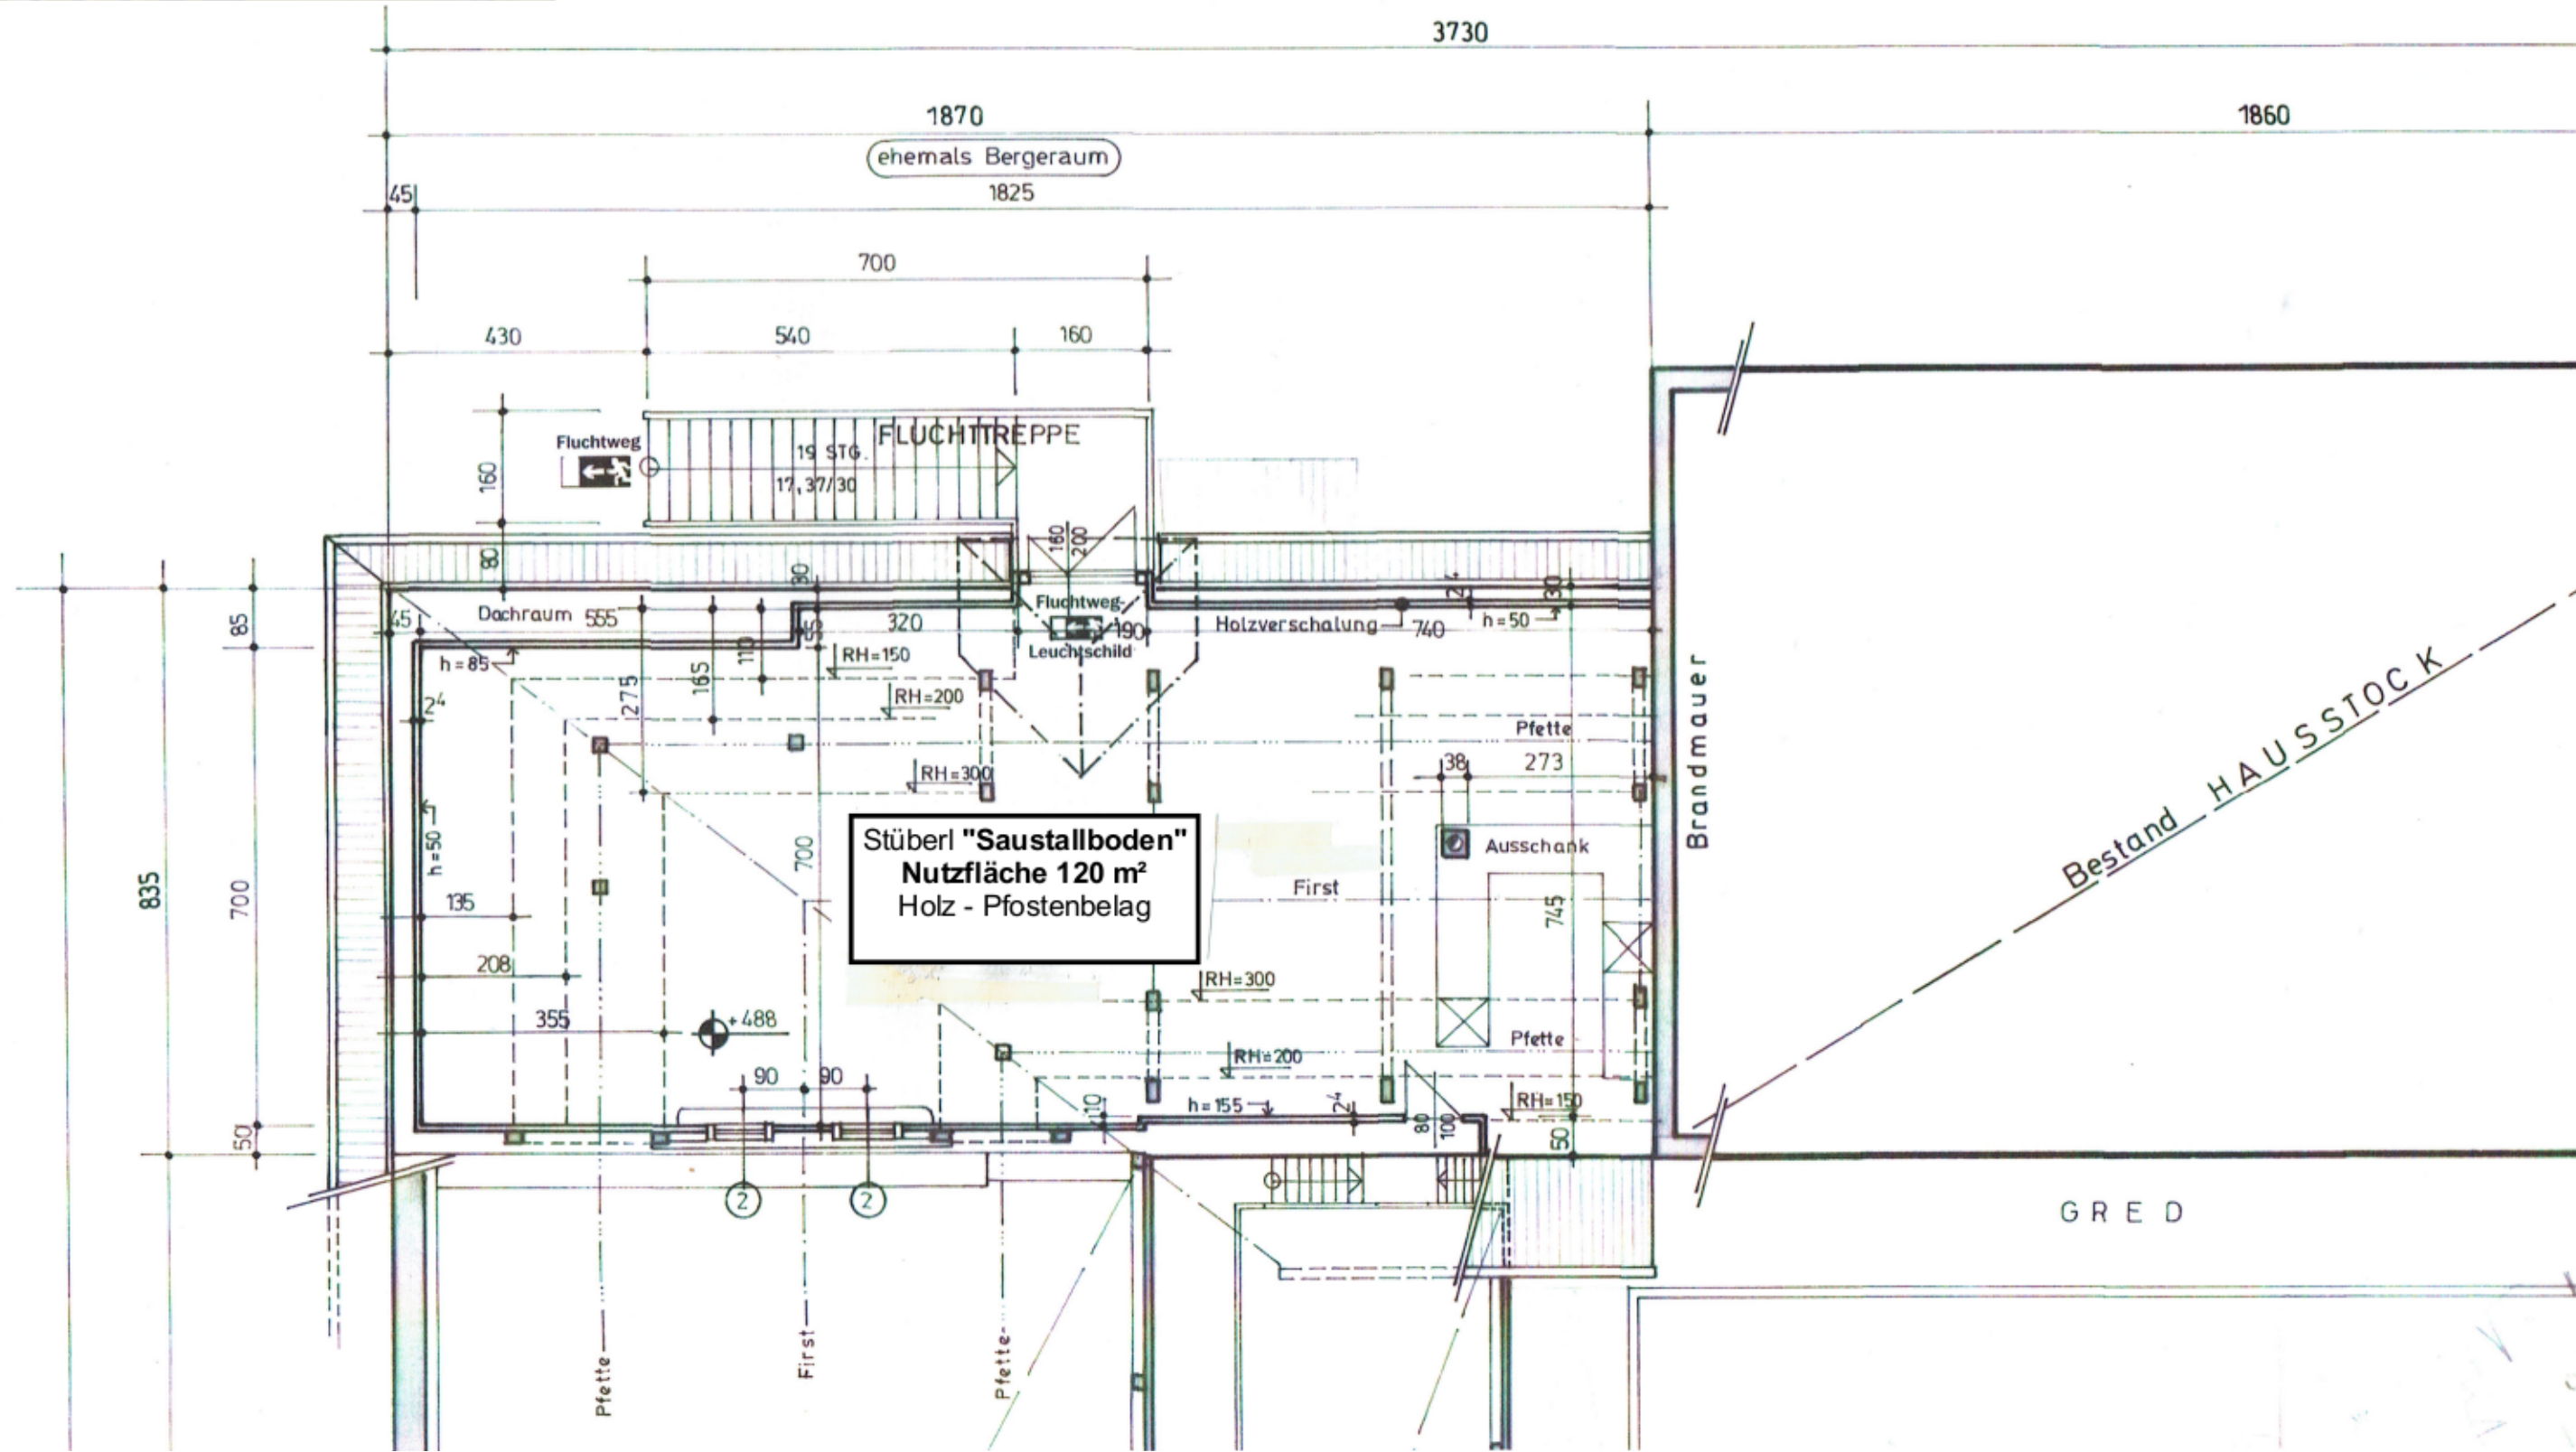 3730
1870
1860
ehemals Bergeraum
45
1825
700
430
540
160
FLUCHTTREPPE
Fluchtweg
19 STG.
17,37/30
160
160
200
80
30
24
30
Dachraum
555
45
85
55
320
Fluchtweg-
190
Leuchtschild
Holzverschalung
740
h=50
h=85
RH=150
110
165
275
RH=200
24
Pfette
RH=300
38
273
Brandmauer
Bestand HAUSSTOCK
h=50
700
Stüberl "Saustallboden"
Nutzfläche 120 m²
Holz - Pfostenbelag
Ausschank
First
835
700
135
745
208
RH=300
355
+488
Pfette
RH=200
90
90
10
h=155
24
RH=150
80
100
50
50
2
2
GRED
Pfette
First
Pfette